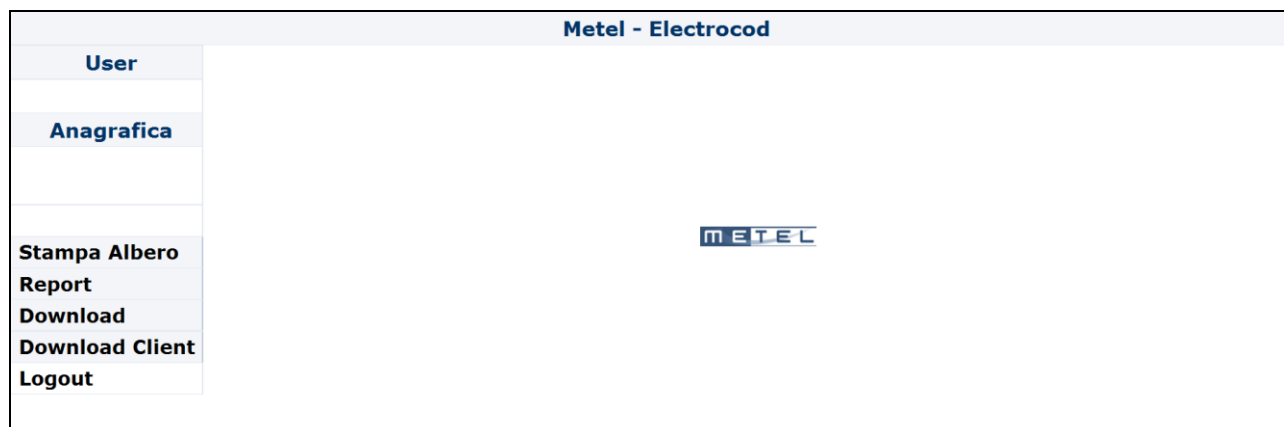 Metel - Electrocod
User
Anagrafica
METEL
Stampa Albero
Report
Download
Download Client
Logout